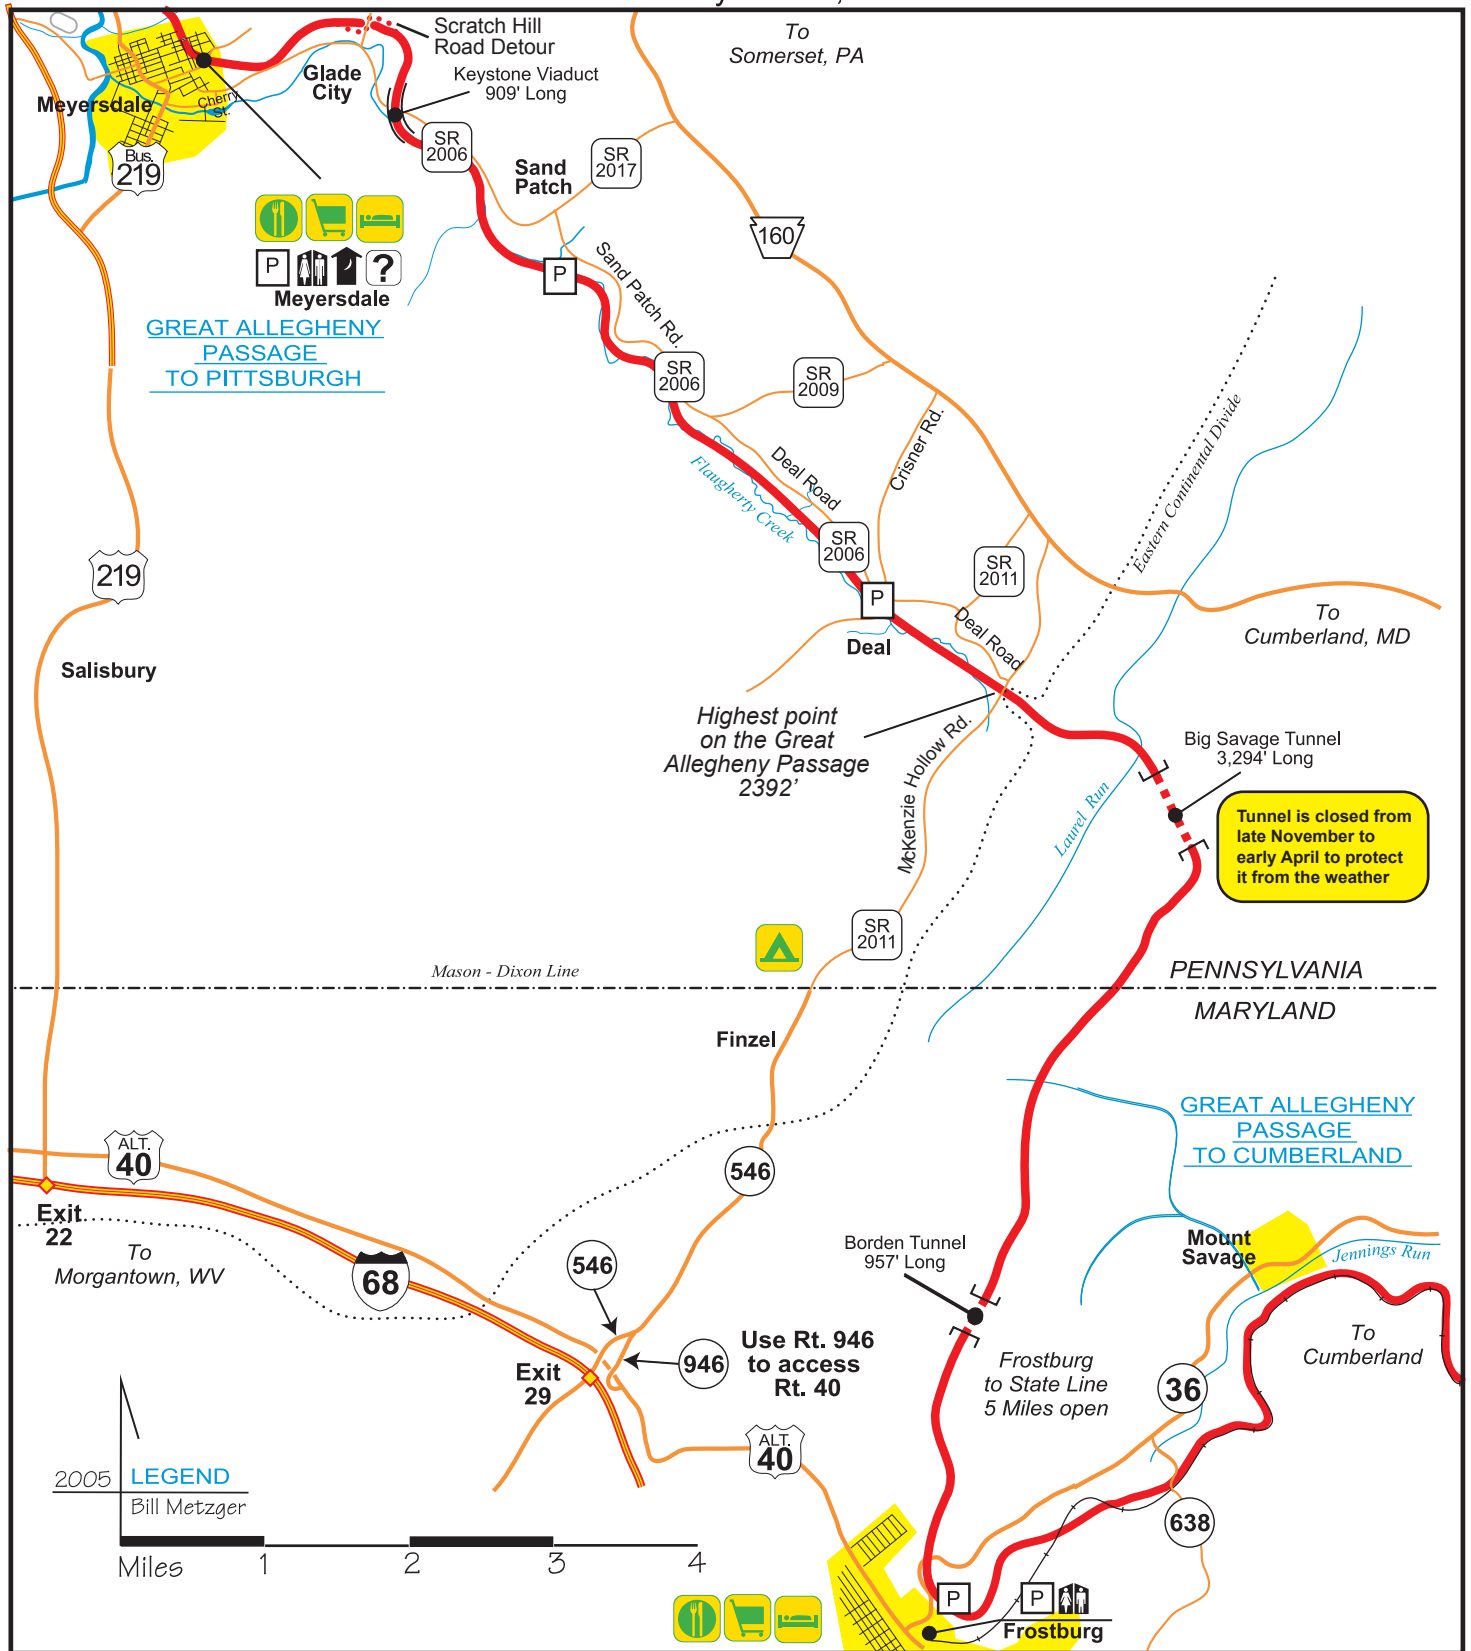 Scratch Hill
Road Detour
To
Somerset, PA
Glade
City
Keystone Viaduct
909' Long
Meyersdale
Cherry
St.
Bus.
219
SR
2006
Sand
Patch
SR
2017
160
P
?
Meyersdale
P
Sand Patch Rd.
GREAT ALLEGHENY
PASSAGE
TO PITTSBURGH
SR
2006
SR
2009
Crisner Rd.
Eastern Continental Divide
Deal Road
Flaugherty Creek
SR
2006
SR
2011
219
P
To
Cumberland, MD
Deal
Deal Road
Salisbury
Highest point
on the Great
Allegheny Passage
2392’
McKenzie Hollow Rd.
Big Savage Tunnel
3,294' Long
Laurel Run
Tunnel is closed from
late November to
early April to protect
it from the weather
SR
2011
Mason - Dixon Line
PENNSYLVANIA
MARYLAND
Finzel
GREAT ALLEGHENY
PASSAGE
TO CUMBERLAND
ALT.
40
546
Exit
22
To
Morgantown, WV
68
546
Borden Tunnel
957' Long
Mount
Savage
Jennings Run
Use Rt. 946
to access
Rt. 40
946
Exit
29
Frostburg
to State Line
5 Miles open
To
Cumberland
36
ALT.
40
2005
LEGEND
Bill Metzger
638
Miles
1
2
3
4
P
P
Frostburg